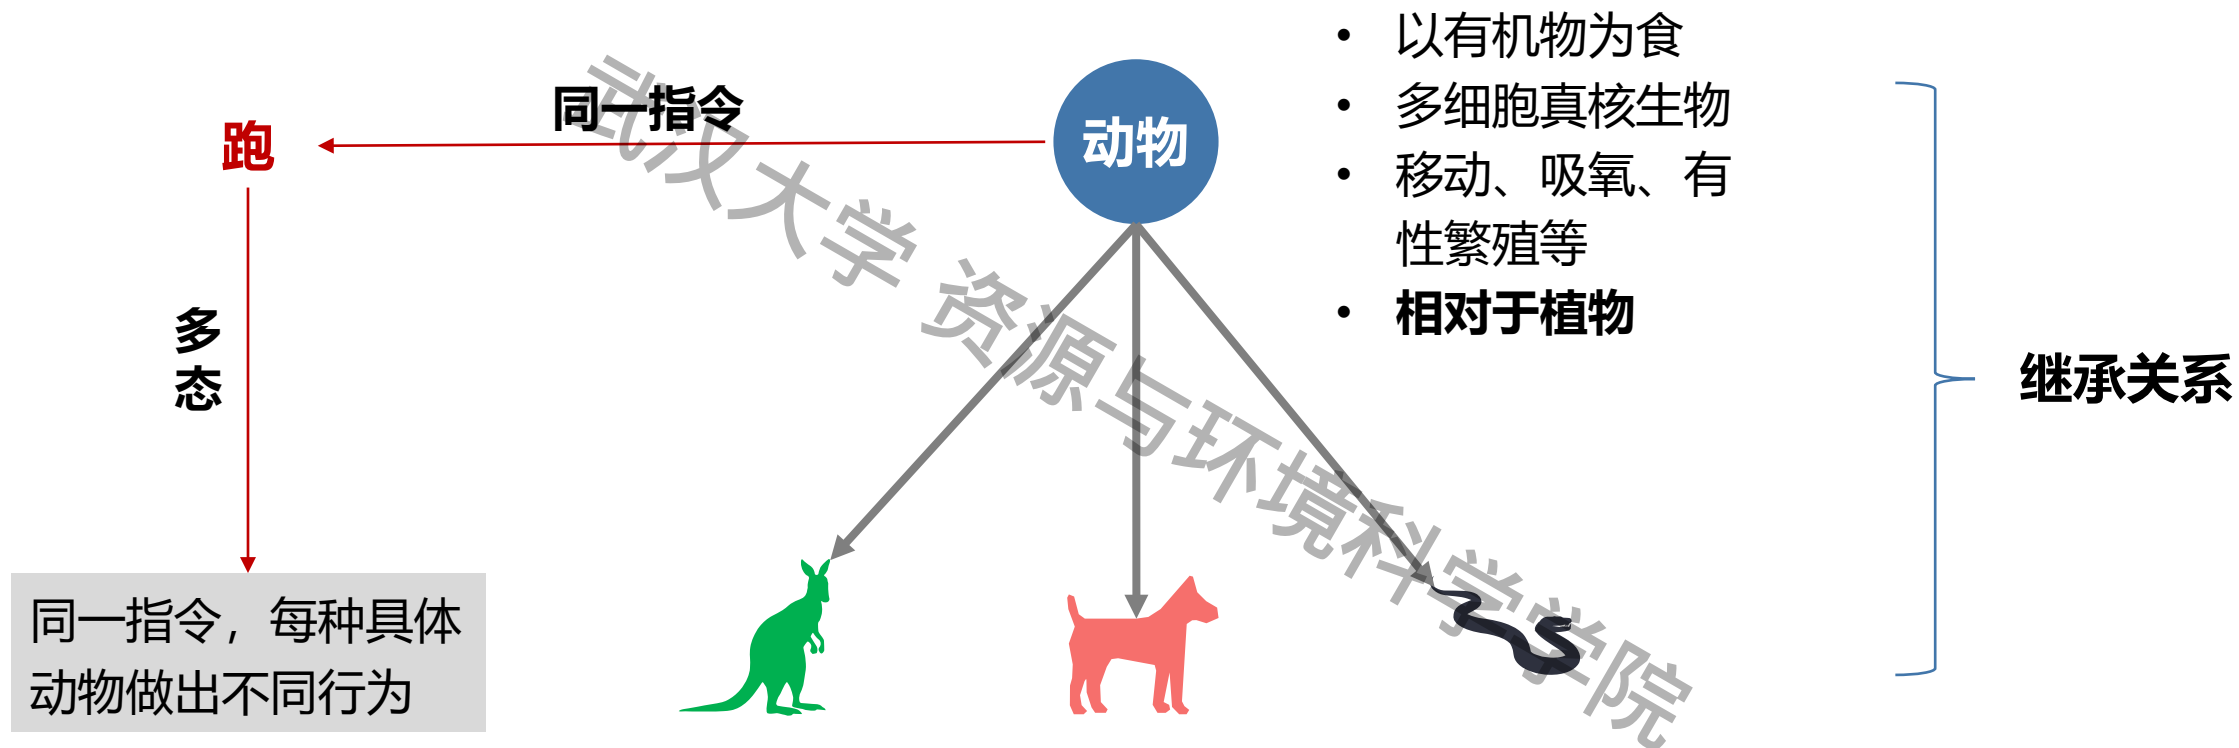 以有机物为食
多细胞真核生物
移动、吸氧、有
性繁殖等
相对于植物
同一指令
动物
跑
多
态
继承关系
同一指令，每种具体
动物做出不同行为
武汉大学 资源与环境科学学院